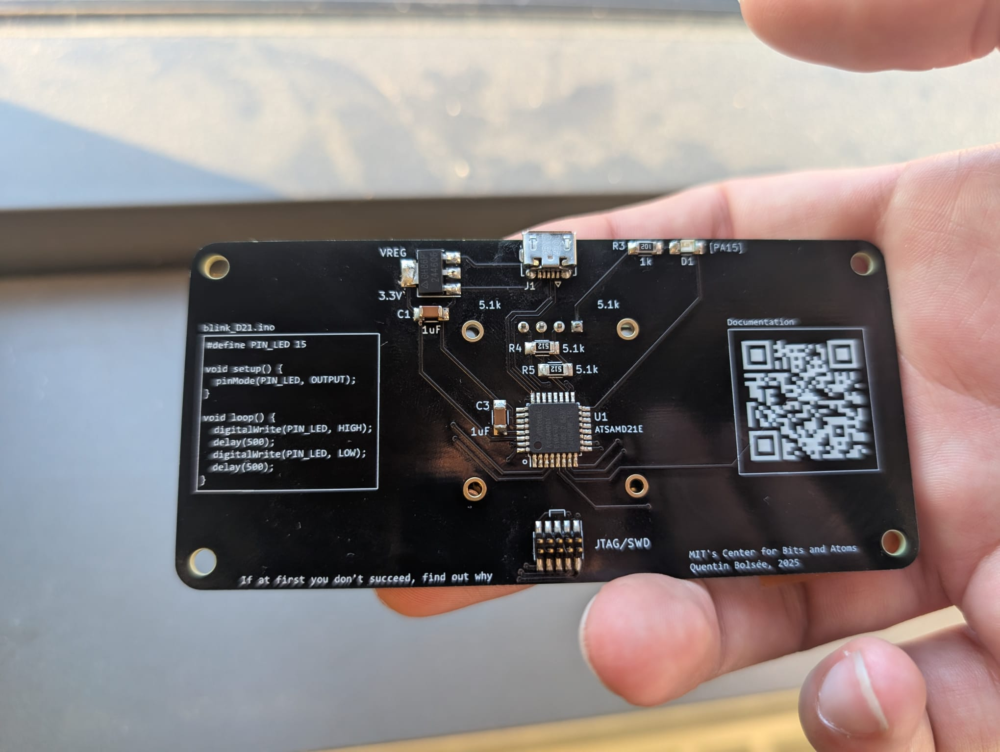 VREG
GH86P
244606
3.3V
C1
1uF
J1
R3
102
1k
D1
[PA15]
5.1k
5.1k
R4
512
5.1k
R5
512
5.1k
C3
1uF
U1
ATSAMD21E
blink_D21.ino
#define PIN_LED 15
void setup() {
pinMode(PIN_LED, OUTPUT);
}
void loop() {
digitalWrite(PIN_LED, HIGH);
delay(500);
digitalWrite(PIN_LED, LOW);
delay(500);
}
Documentation
JTAG/SWD
MIT's Center for Bits and Atoms
Quentin Bolsée, 2025
If at first you don't succeed, find out why